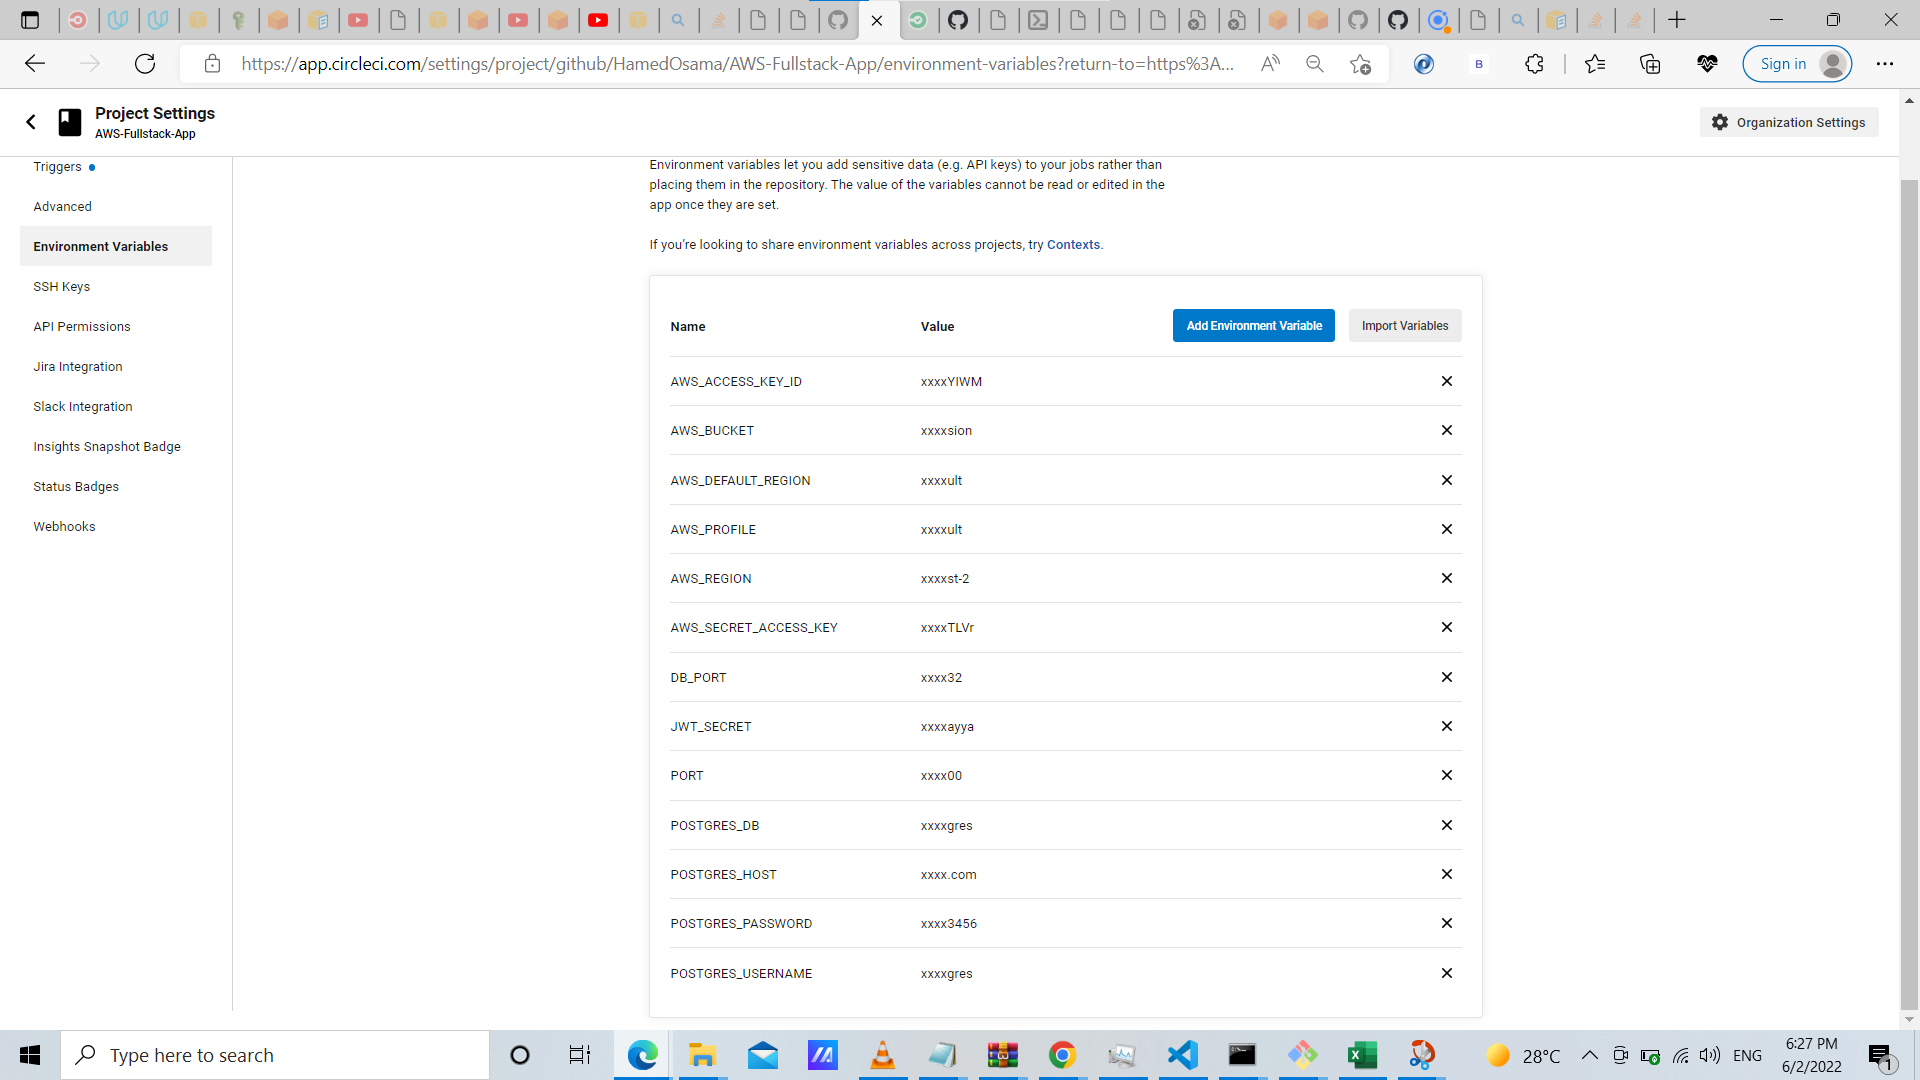 https://app.circleci.com/settings/project/github/HamedOsama/AWS-Fullstack-App/environment-variables?return-to=https%3A...
Sign in
Project Settings
AWS-Fullstack-App
Organization Settings
Triggers
Advanced
Environment Variables
SSH Keys
API Permissions
Jira Integration
Slack Integration
Insights Snapshot Badge
Status Badges
Webhooks
Environment variables let you add sensitive data (e.g. API keys) to your jobs rather than
placing them in the repository. The value of the variables cannot be read or edited in the
app once they are set.
If you're looking to share environment variables across projects, try Contexts.
Name Value Add Environment Variable Import Variables
AWS_ACCESS_KEY_ID xxxxYIWM
AWS_BUCKET xxxxsion
AWS_DEFAULT_REGION xxxxult
AWS_PROFILE xxxxult
AWS_REGION xxxxst-2
AWS_SECRET_ACCESS_KEY xxxxTLVr
DB_PORT xxxx32
JWT_SECRET xxxxayya
PORT xxxx00
POSTGRES_DB xxxxgres
POSTGRES_HOST xxxx.com
POSTGRES_PASSWORD xxxx3456
POSTGRES_USERNAME xxxxgres
Type here to search
28°C
ENG
6:27 PM
6/2/2022
1